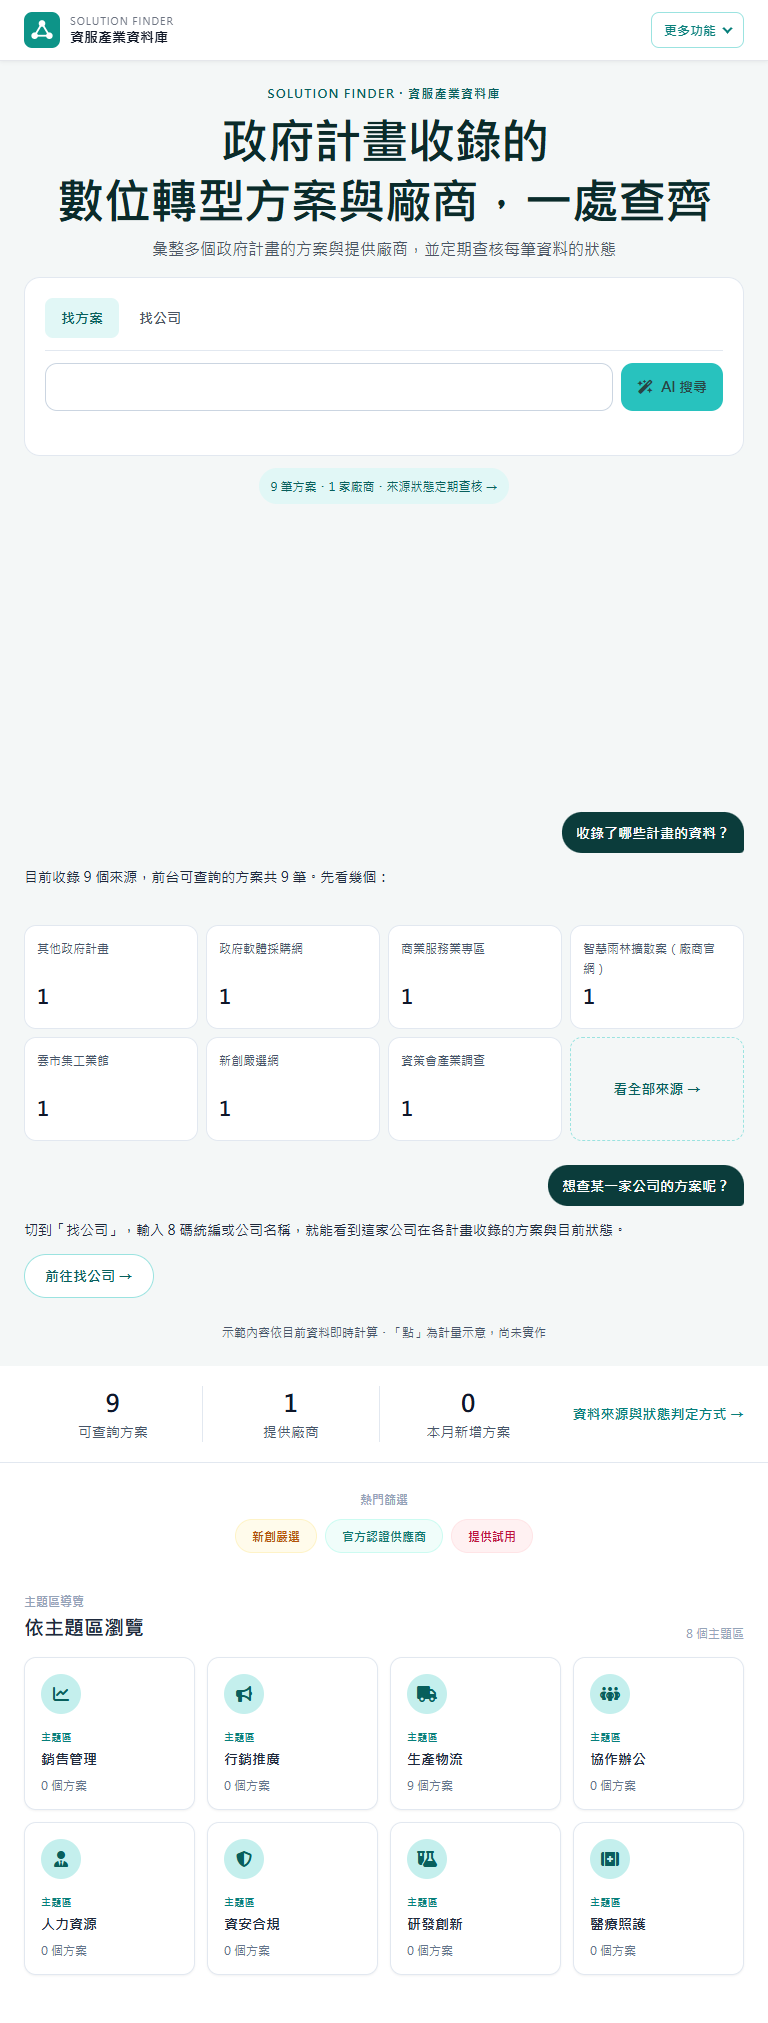 SOLUTION FINDER
資服產業資料庫
更多功能
SOLUTION FINDER · 資服產業資料庫
政府計畫收錄的
數位轉型方案與廠商，一處查齊
彙整多個政府計畫的方案與提供廠商，並定期查核每筆資料的狀態
找方案
找公司
AI 搜尋
9 筆方案 · 1 家廠商 · 來源狀態定期查核 →
收錄了哪些計畫的資料？
目前收錄 9 個來源，前台可查詢的方案共 9 筆。先看幾個：
其他政府計畫
政府軟體採購網
商業服務業專區
智慧雨林擴散案（廠商官
網）
1
1
1
1
雲市集工業館
新創嚴選網
資策會產業調查
看全部來源 →
1
1
1
想查某一家公司的方案呢？
切到「找公司」，輸入 8 碼統編或公司名稱，就能看到這家公司在各計畫收錄的方案與目前狀態。
前往找公司 →
示範內容依目前資料即時計算 · 「點」為計量示意，尚未實作
9
可查詢方案
1
提供廠商
0
本月新增方案
資料來源與狀態判定方式 →
熱門篩選
新創嚴選
官方認證供應商
提供試用
主題區導覽
依主題區瀏覽
8 個主題區
主題區
銷售管理
0 個方案
主題區
行銷推廣
0 個方案
主題區
生產物流
9 個方案
主題區
協作辦公
0 個方案
主題區
人力資源
0 個方案
主題區
資安合規
0 個方案
主題區
研發創新
0 個方案
主題區
醫療照護
0 個方案